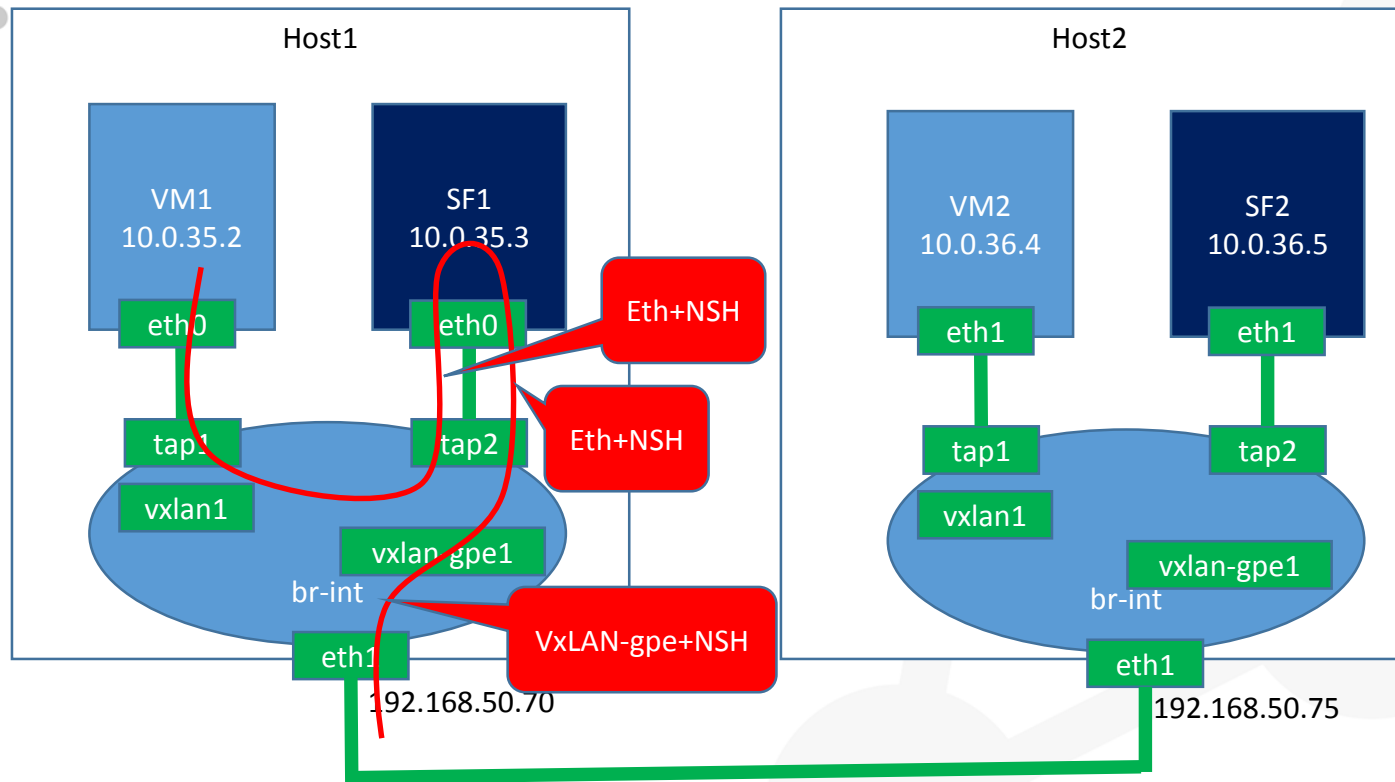 Host1
VM1
10.0.35.2
SF1
10.0.35.3
eth0
eth0
Eth+NSH
Eth+NSH
tap1
tap2
vxlan1
vxlan-gpe1
br-int
VxLAN-gpe+NSH
eth1
192.168.50.70
Host2
VM2
10.0.36.4
SF2
10.0.36.5
eth1
eth1
tap1
tap2
vxlan1
vxlan-gpe1
br-int
eth1
192.168.50.75